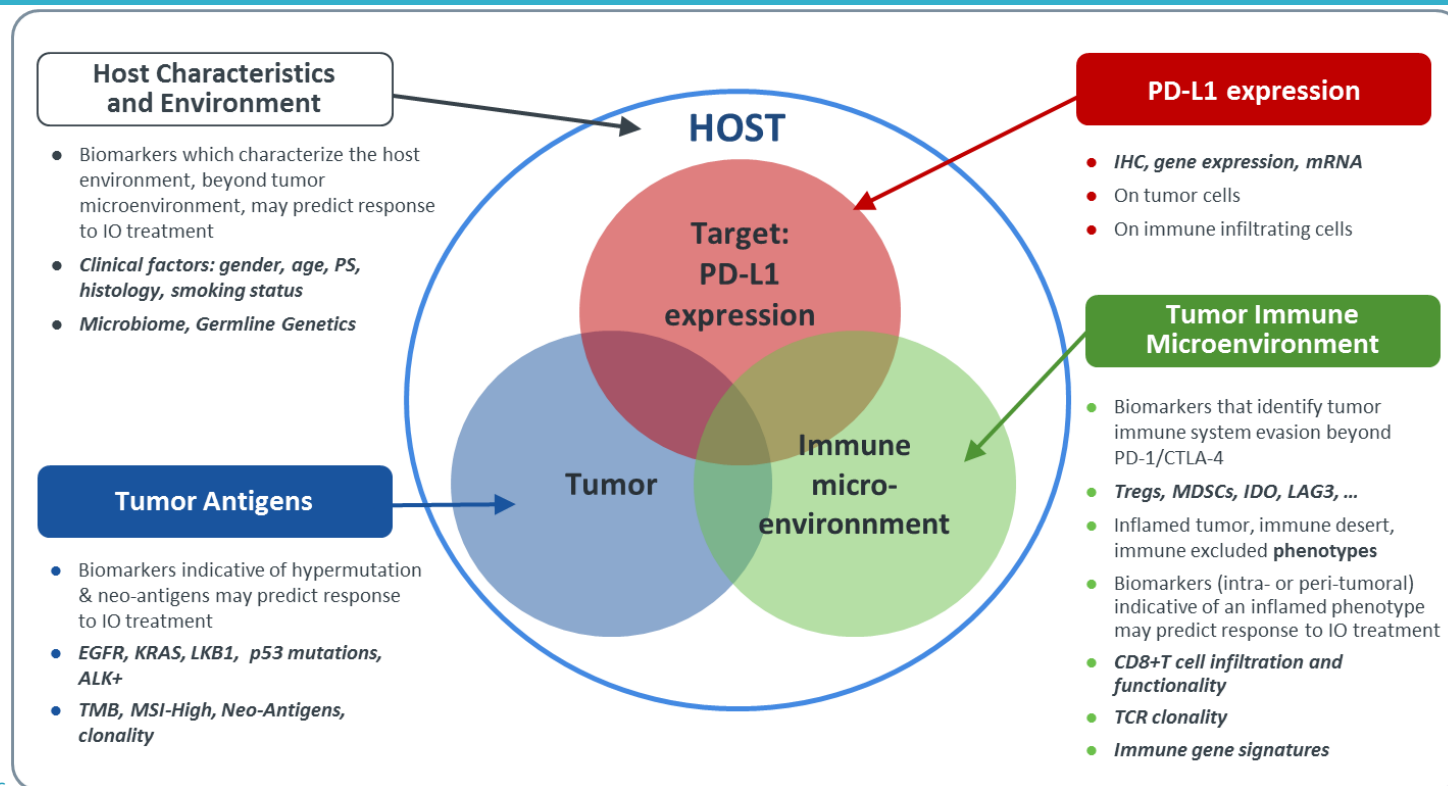 Host Characteristics
and Environment
● Biomarkers which characterize the host
environment, beyond tumor
microenvironment, may predict response
to IO treatment
● Clinical factors: gender, age, PS,
histology, smoking status
● Microbiome, Germline Genetics
Tumor Antigens
● Biomarkers indicative of hypermutation
& neo-antigens may predict response
to IO treatment
● EGFR, KRAS, LKB1, p53 mutations,
ALK+
● TMB, MSI-High, Neo-Antigens,
clonality
HOST
Target:
PD-L1
expression
Tumor
Immune
micro-
environnment
PD-L1 expression
● IHC, gene expression, mRNA
● On tumor cells
● On immune infiltrating cells
Tumor Immune
Microenvironment
● Biomarkers that identify tumor
immune system evasion beyond
PD-1/CTLA-4
● Tregs, MDSCs, IDO, LAG3, ...
● Inflamed tumor, immune desert,
immune excluded phenotypes
● Biomarkers (intra- or peri-tumoral)
indicative of an inflamed phenotype
may predict response to IO treatment
● CD8+T cell infiltration and
functionality
● TCR clonality
● Immune gene signatures